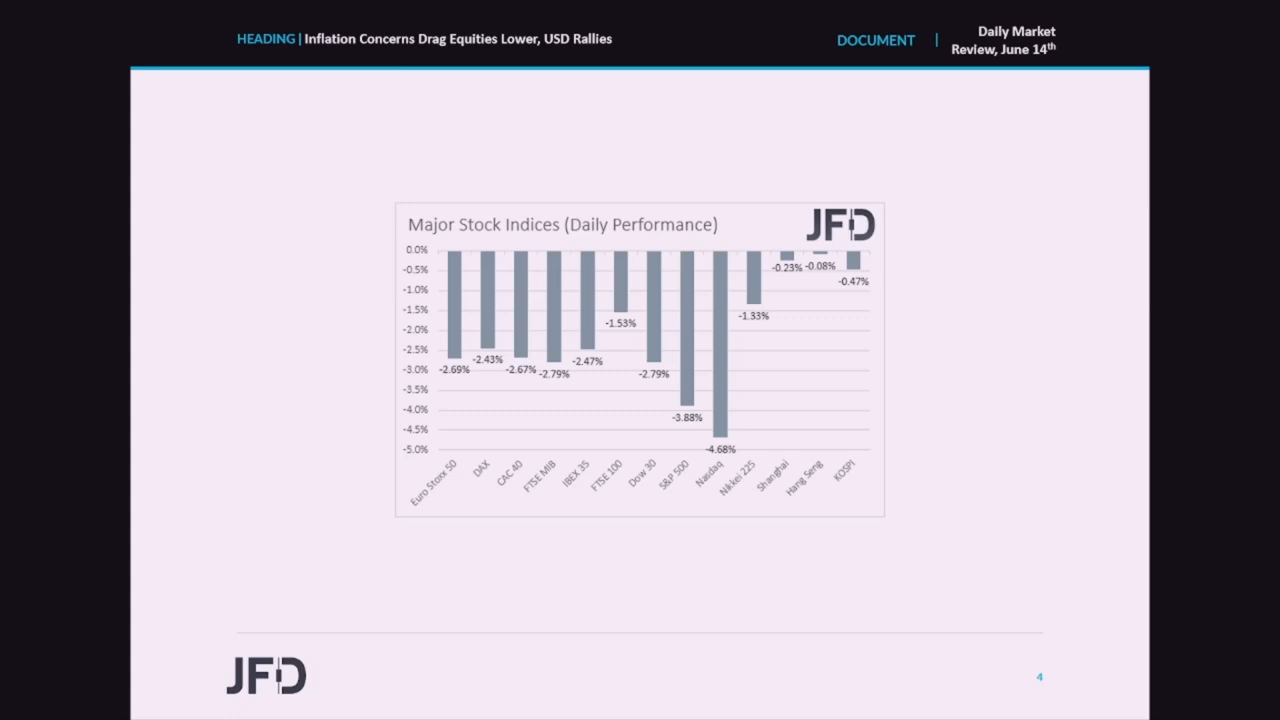 HEADING | Inflation Concerns Drag Equities Lower, USD Rallies
DOCUMENT | Daily Market
Review, June 14th
Major Stock Indices (Daily Performance)
JFD
0.0%
-0.5%
-1.0%
-1.5%
-2.0%
-2.5%
-3.0%
-3.5%
-4.0%
-4.5%
-5.0%
-2.69%
-2.43%
-2.67%
-2.79%
-2.47%
-1.53%
-2.79%
-3.88%
-4.68%
-1.33%
-0.23%
-0.08%
-0.47%
Euro Stoxx 50
DAX
CAC 40
FTSE MIB
IBEX 35
FTSE 100
Dow 30
S&P 500
Nasdaq
Nikkei 225
Shanghai
Hang Seng
KOSPI
JFD
4